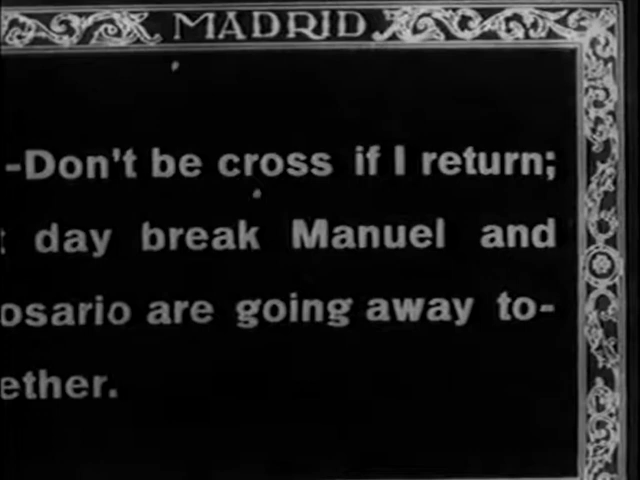 MADRID
-Don't be cross if I return;
t day break Manuel and
osario are going away to-
ether.